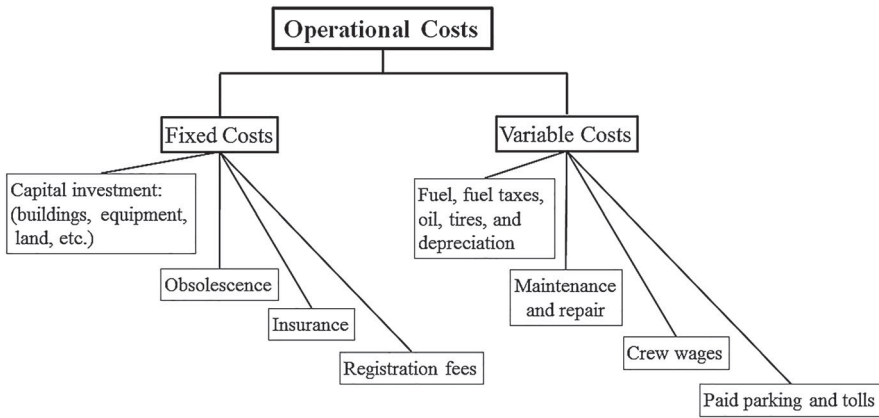 Operational Costs
Fixed Costs
Variable Costs
Capital investment:
(buildings, equipment,
land, etc.)
Obsolescence
Insurance
Registration fees
Fuel, fuel taxes,
oil, tires, and
depreciation
Maintenance
and repair
Crew wages
Paid parking and tolls